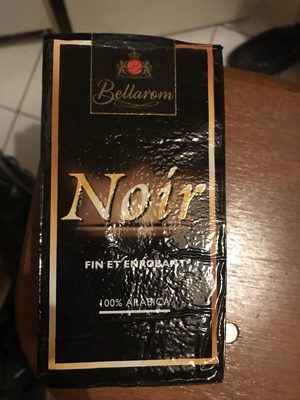 Bellarom
Noir
FIN ET ENROBANT
100% ARABICA